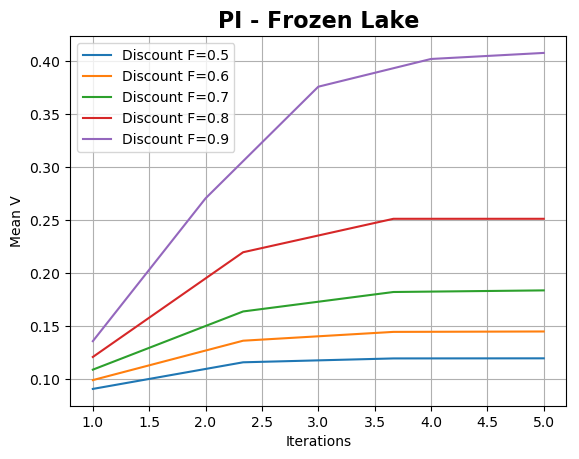 PI - Frozen Lake
Discount F=0.5
Discount F=0.6
Discount F=0.7
Discount F=0.8
Discount F=0.9
Mean V
0.40
0.35
0.30
0.25
0.20
0.15
0.10
1.0 1.5 2.0 2.5 3.0 3.5 4.0 4.5 5.0
Iterations